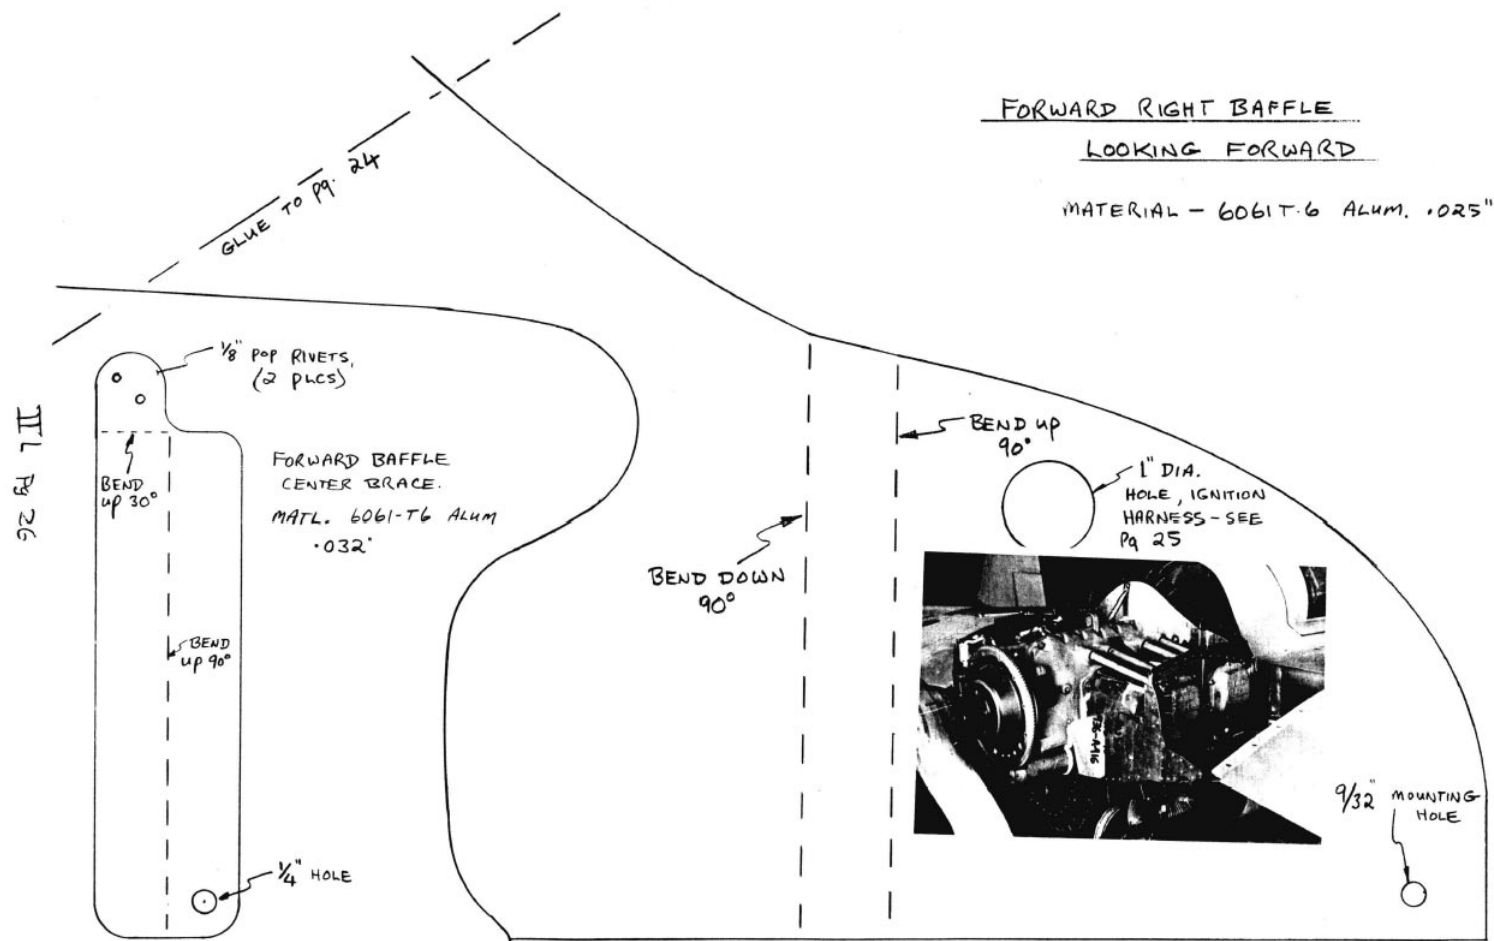 FORWARD RIGHT BAFFLE
LOOKING FORWARD
MATERIAL - 6061T.6 ALUM. .025"
GLUE TO Pg. 24
1/8" POP RIVETS,
(2 PLCS)
BEND
UP 30°
FORWARD BAFFLE
CENTER BRACE.
MATL. 6061-T6 ALUM
.032"
BEND
UP 90°
1/4" HOLE
BEND UP
90°
1" DIA.
HOLE, IGNITION
HARNESS - SEE
Pg 25
BEND DOWN
90°
9/32" MOUNTING
HOLE
III L Pg 26